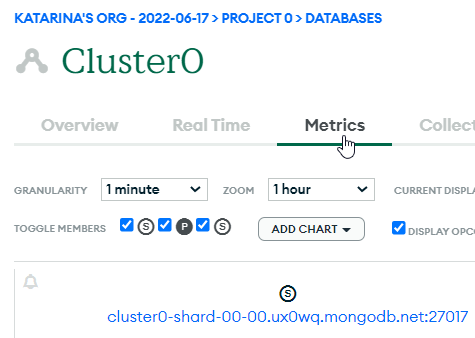 KATARINA'S ORG - 2022-06-17 > PROJECT 0 > DATABASES
Cluster0
Overview Real Time Metrics Collect
GRANULARITY 1 minute ZOOM 1 hour CURRENT DISPLA
TOGGLE MEMBERS S P S ADD CHART DISPLAY OPCO
S
cluster0-shard-00-00.ux0wq.mongodb.net:27017